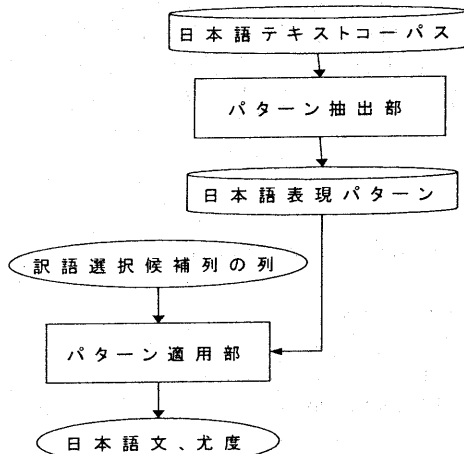 日本語テキストコーパス
パターン抽出部
日本語表現パターン
訳語選択候補列の列
パターン適用部
日本語文、尤度